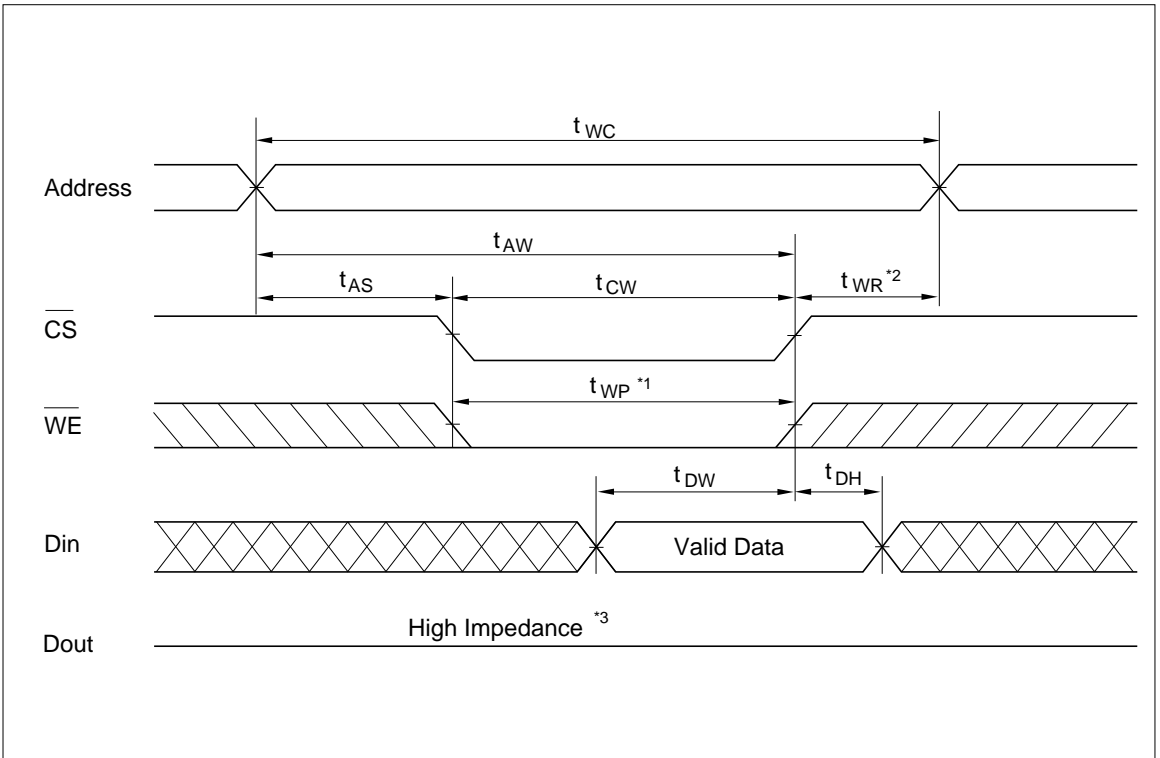 t WC
Address
t AW
t AS
t CW
t WR *2
CS
t WP *1
WE
t DW
t DH
Din
Valid Data
High Impedance *3
Dout